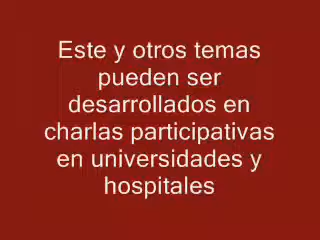 Este y otros temas
pueden ser
desarrollados en
charlas participativas
en universidades y
hospitales